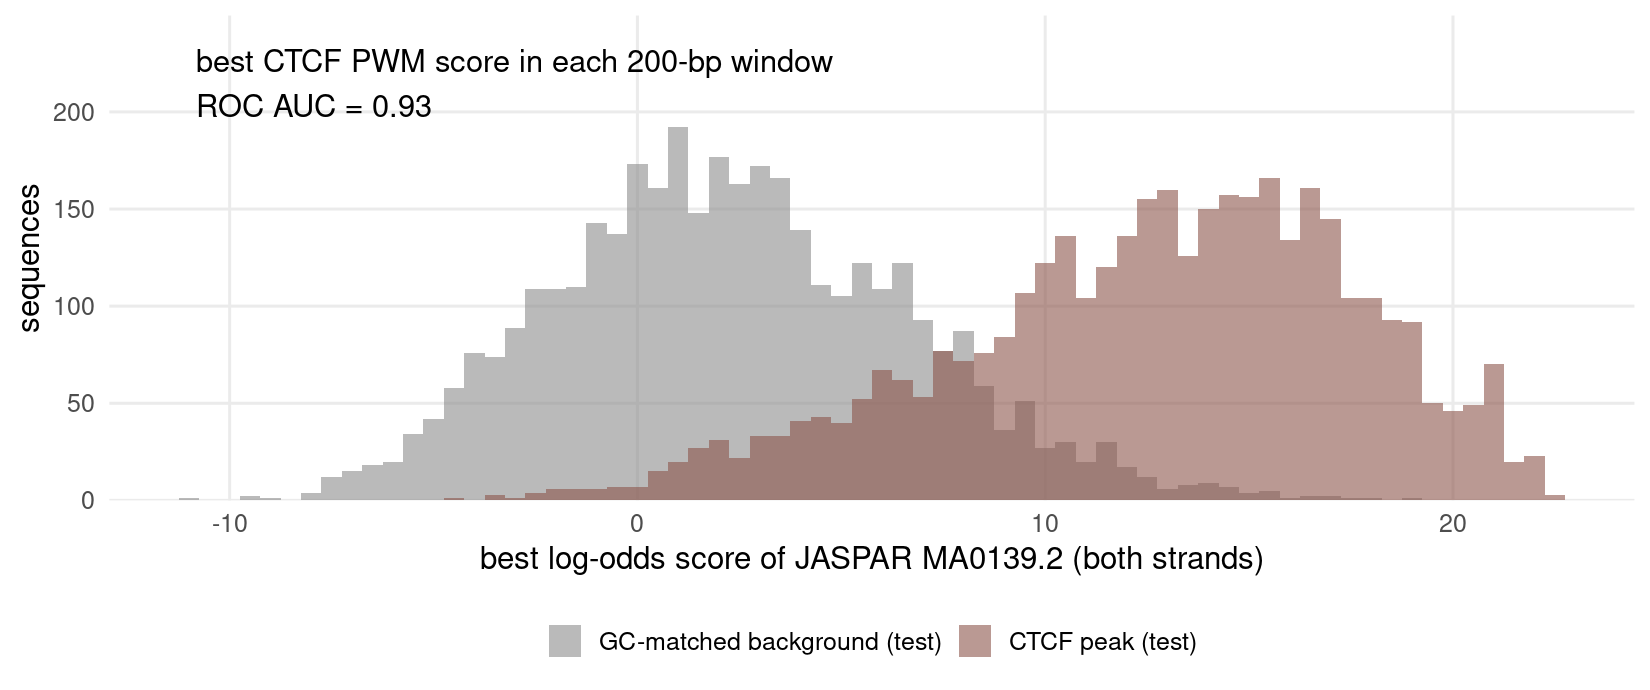 best CTCF PWM score in each 200-bp window
ROC AUC = 0.93
200
150
100
50
0
sequences
-10 0 10 20
best log-odds score of JASPAR MA0139.2 (both strands)
GC-matched background (test) CTCF peak (test)